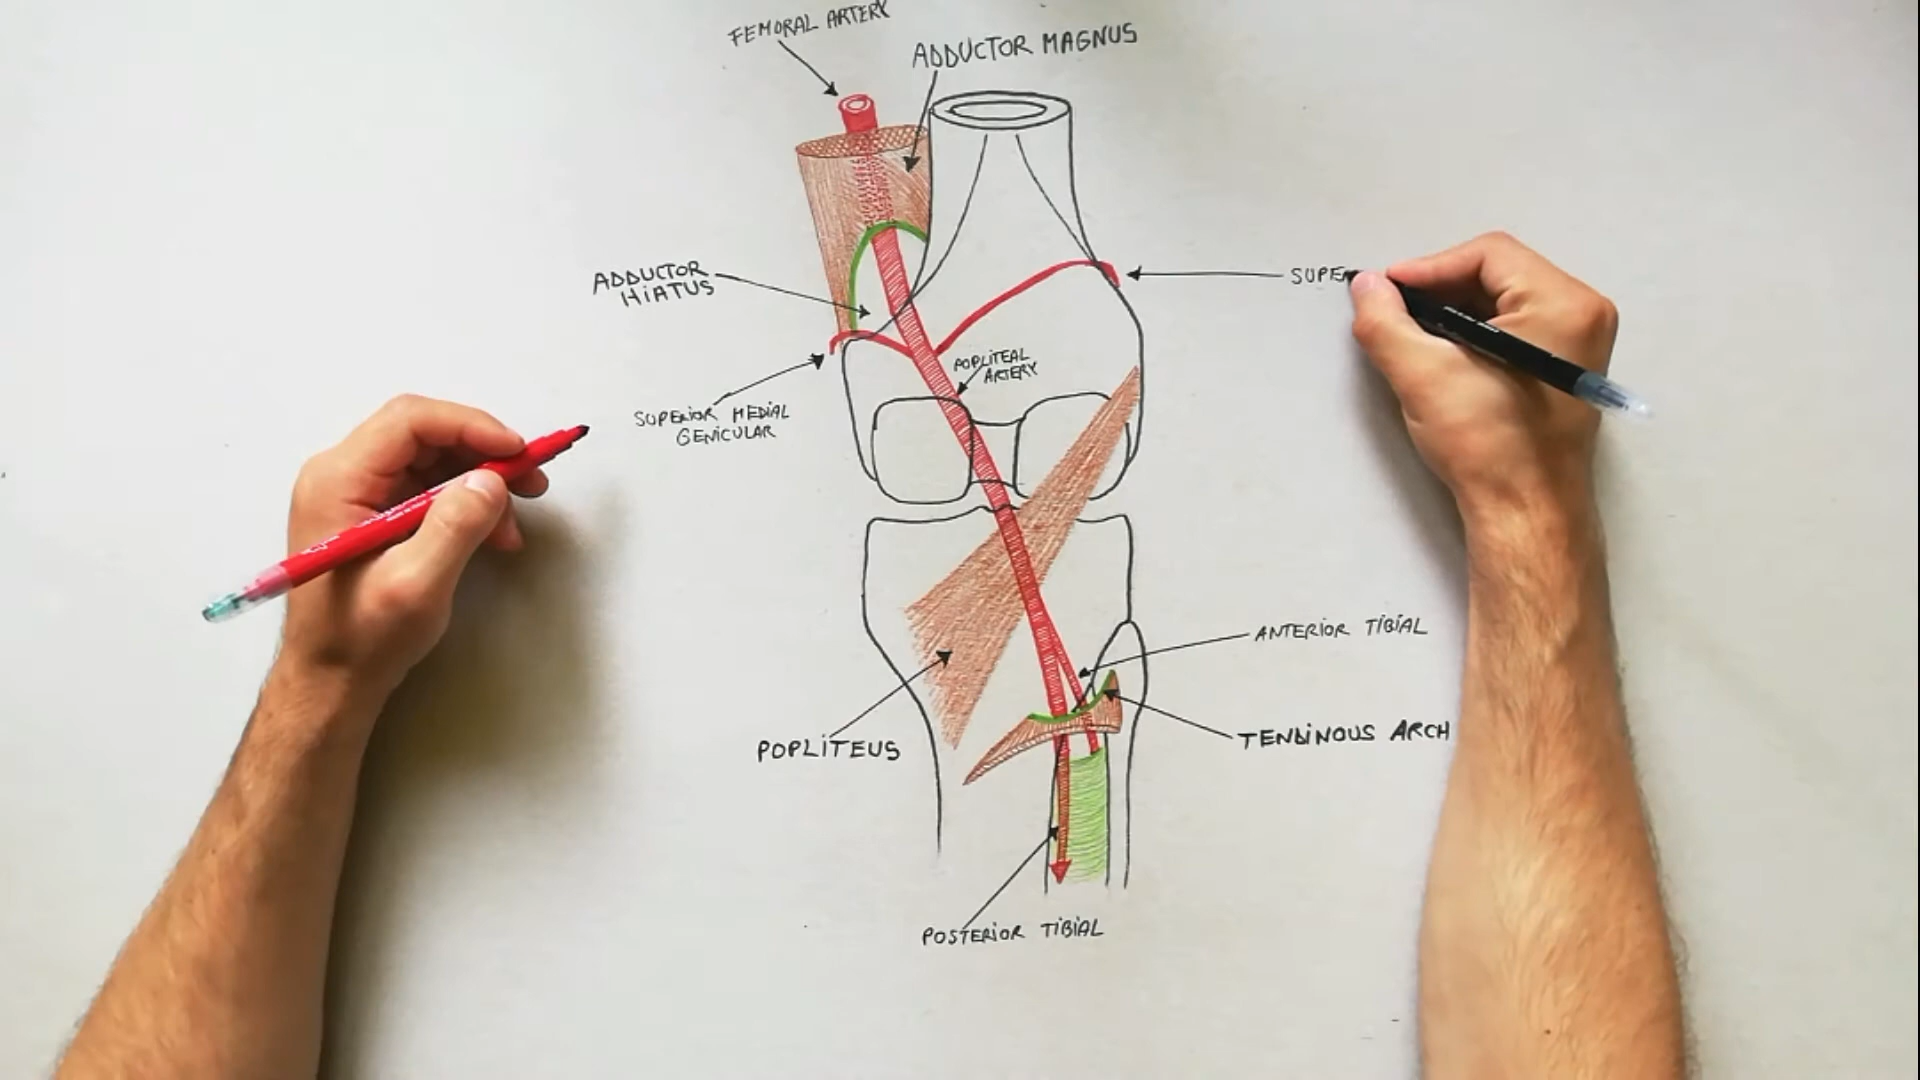 FEMORAL ARTERY
ADDUCTOR MAGNUS
ADDUCTOR
HiATUS
SUPE
POPLiTEAL
ARTERY
SUPERiOR MEDiAL
GENiCULAR
ANTERiOR TiBiAL
TENDiNOUS ARCH
POPLiTEUS
POSTERiOR TiBiAL